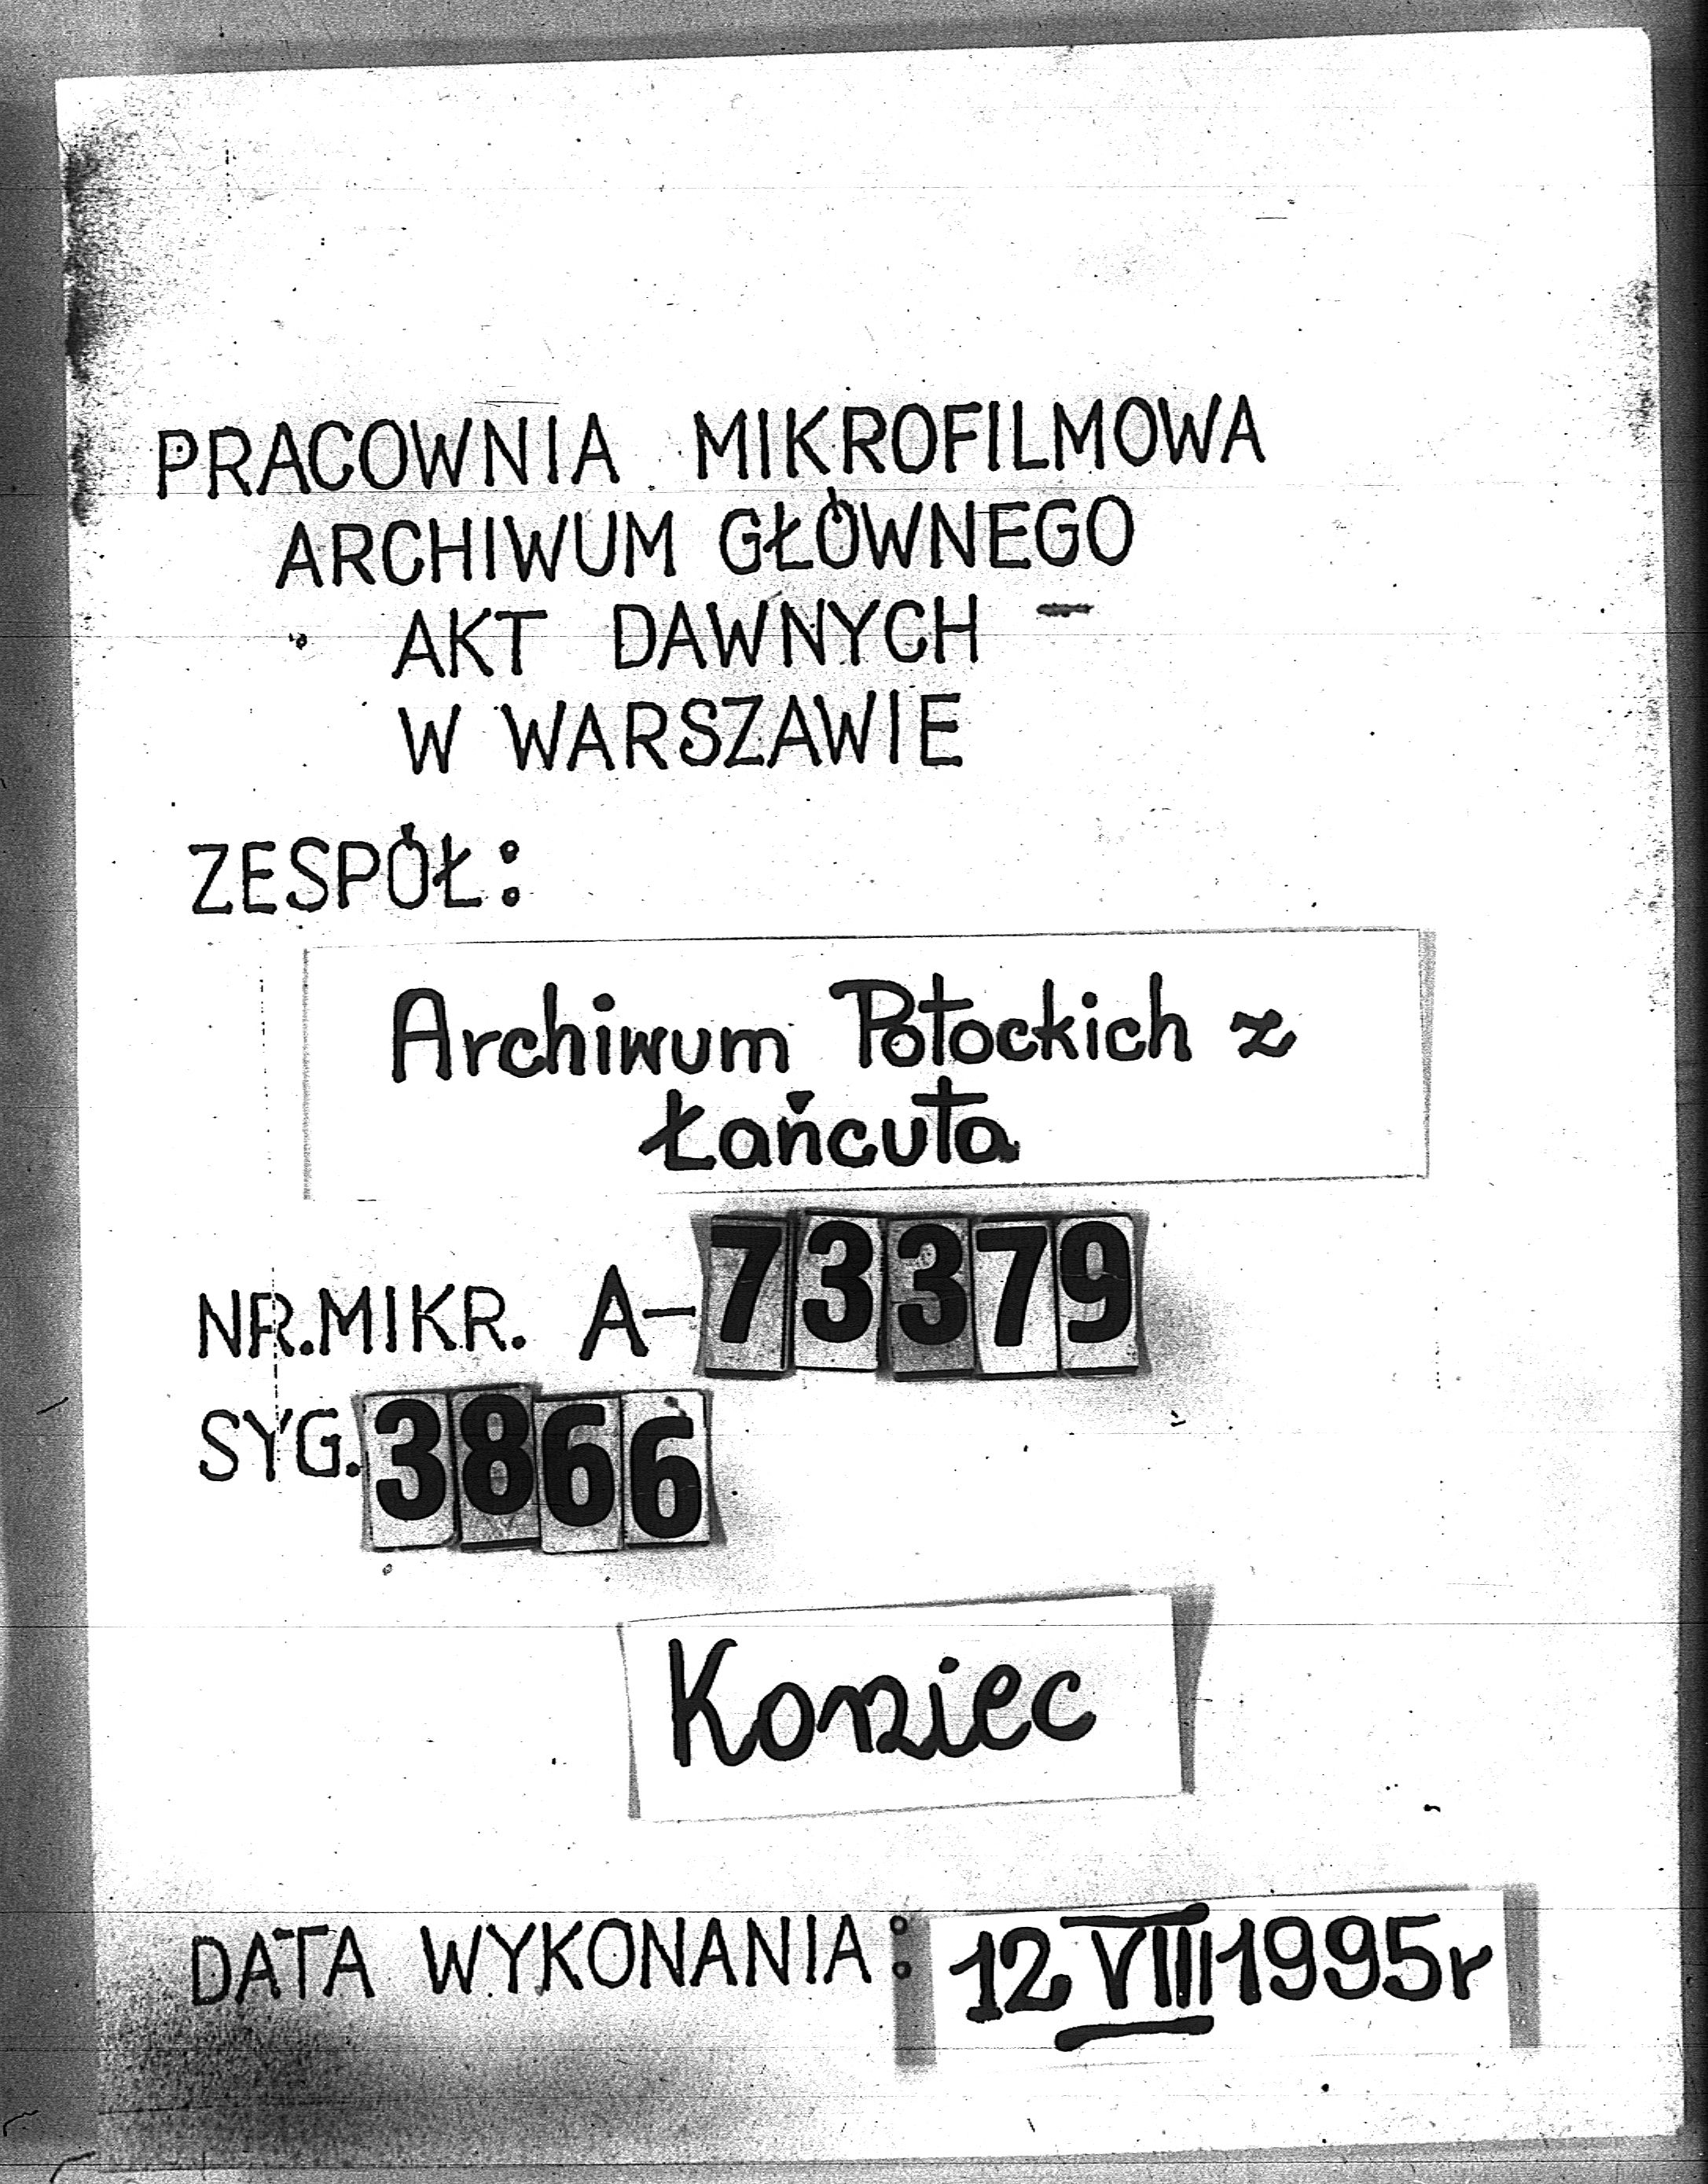 PRACOWNIA MIKROFILMOWA
ARCHIWUM GŁÓWNEGO
AKT DAWNYCH
W WARSZAWIE
ZESPÓŁ:
Archiwum Potockich z
Łańcuta
NR.MIKR. A-73379
SYG.3866
Koniec
DATA WYKONANIA: 12 VIII 1995r